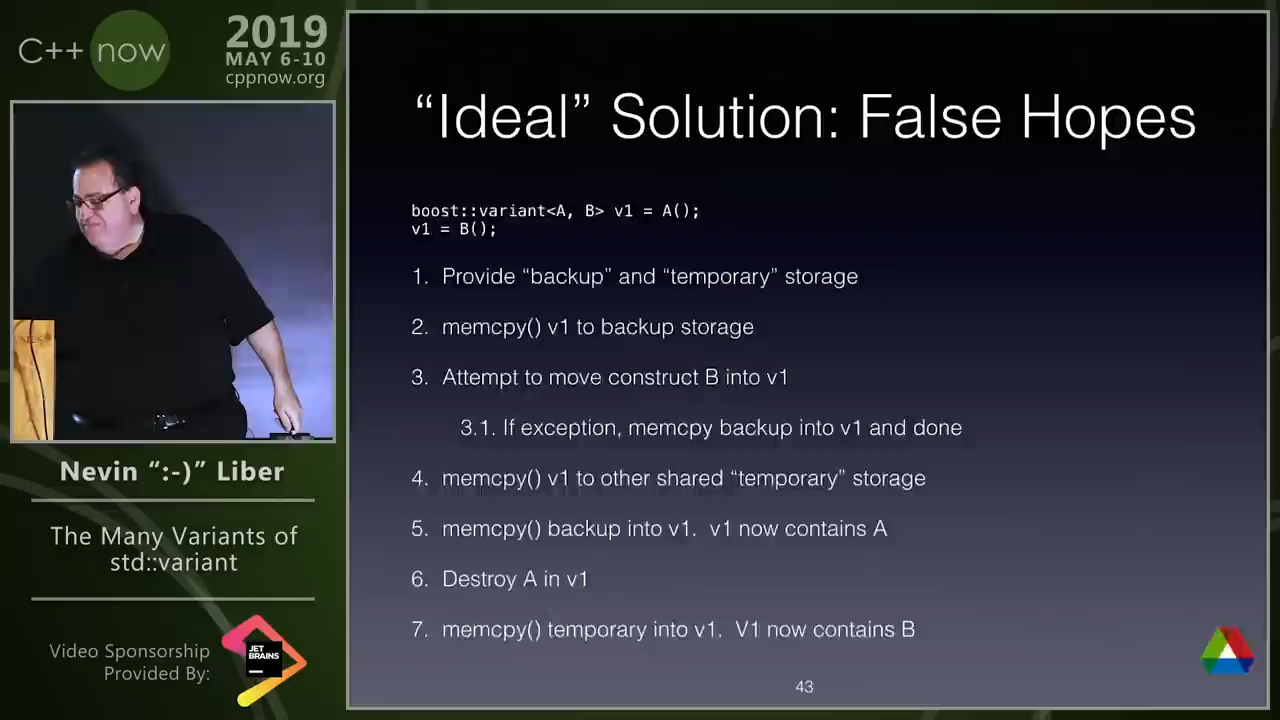 C++ now
2019
MAY 6-10
cppnow.org
“Ideal” Solution: False Hopes
boost::variant<A, B> v1 = A();
v1 = B();
1. Provide “backup” and “temporary” storage
2. memcpy() v1 to backup storage
3. Attempt to move construct B into v1
3.1. If exception, memcpy backup into v1 and done
4. memcpy() v1 to other shared “temporary” storage
5. memcpy() backup into v1. v1 now contains A
6. Destroy A in v1
7. memcpy() temporary into v1. V1 now contains B
43
Nevin “:-)” Liber
The Many Variants of
std::variant
Video Sponsorship
Provided By:
JET
BRAINS